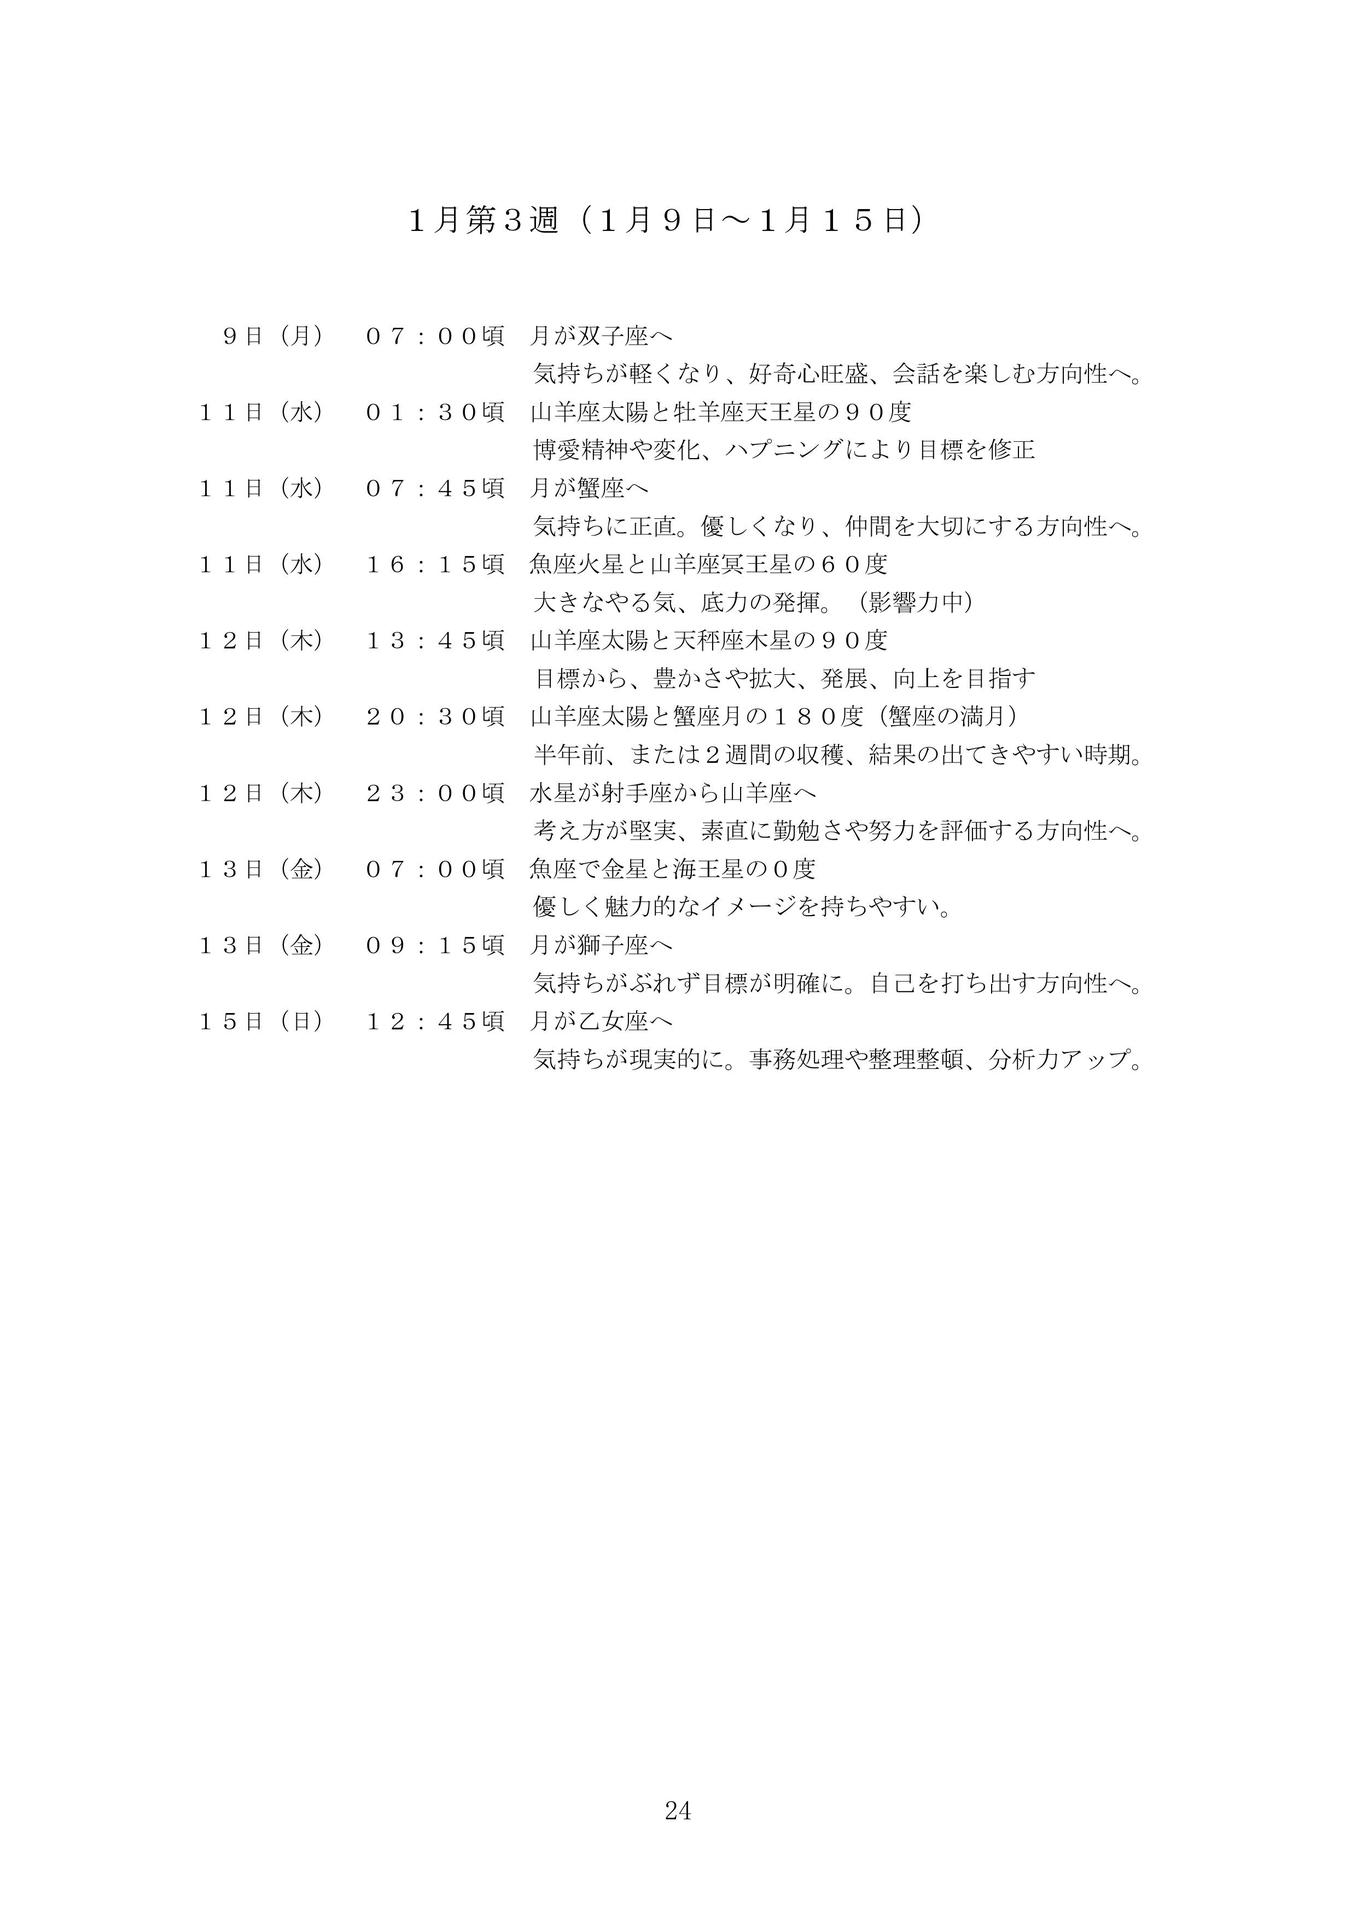 １月第３週（１月９日～１月１５日）
９日（月）　０７：００頃　月が双子座へ
気持ちが軽くなり、好奇心旺盛、会話を楽しむ方向性へ。
１１日（水）　０１：３０頃　山羊座太陽と牡羊座天王星の９０度
博愛精神や変化、ハプニングにより目標を修正
１１日（水）　０７：４５頃　月が蟹座へ
気持ちに正直。優しくなり、仲間を大切にする方向性へ。
１１日（水）　１６：１５頃　魚座火星と山羊座冥王星の６０度
大きなやる気、底力の発揮。（影響力中）
１２日（木）　１３：４５頃　山羊座太陽と天秤座木星の９０度
目標から、豊かさや拡大、発展、向上を目指す
１２日（木）　２０：３０頃　山羊座太陽と蟹座月の１８０度（蟹座の満月）
半年前、または２週間の収穫、結果の出てきやすい時期。
１２日（木）　２３：００頃　水星が射手座から山羊座へ
考え方が堅実、素直に勤勉さや努力を評価する方向性へ。
１３日（金）　０７：００頃　魚座で金星と海王星の０度
優しく魅力的なイメージを持ちやすい。
１３日（金）　０９：１５頃　月が獅子座へ
気持ちがぶれず目標が明確に。自己を打ち出す方向性へ。
１５日（日）　１２：４５頃　月が乙女座へ
気持ちが現実的に。事務処理や整理整頓、分析力アップ。
24